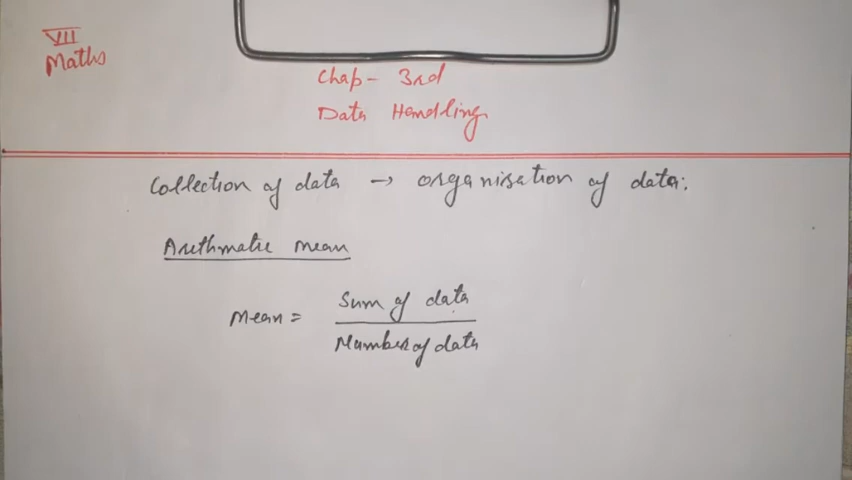 VII
Maths
Chap- 3rd
Data Handling
Collection of data → organisation of data:
Arithmatic mean
Mean = Sum of data
Number of data